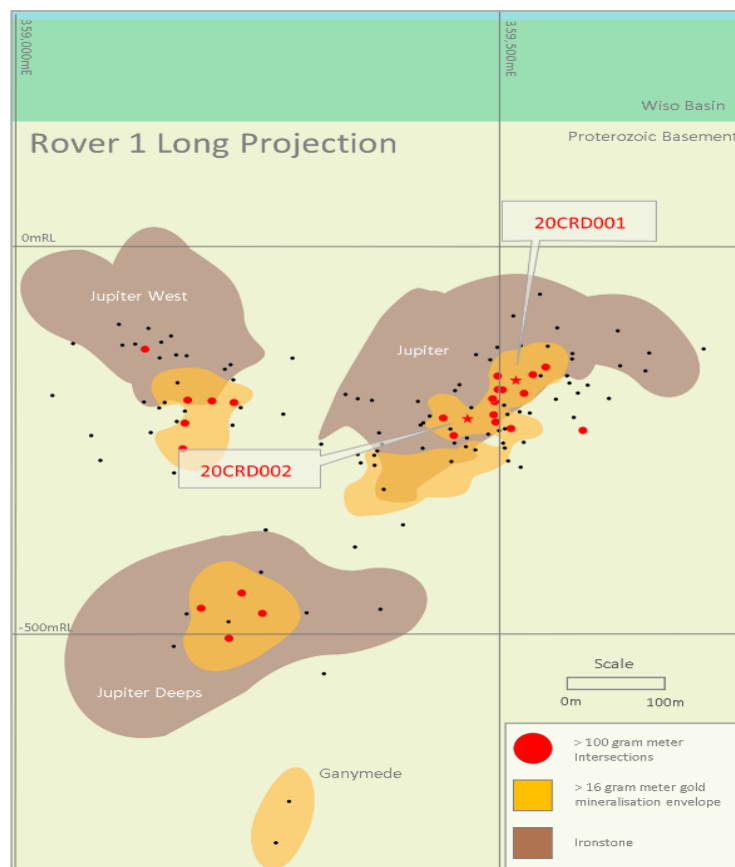 359,000mE
359,500mE
Wiso Basin
Proterozoic Basement
Rover 1 Long Projection
20CRD001
0mRL
Jupiter West
Jupiter
20CRD002
-500mRL
Scale
0m 100m
Jupiter Deeps
Ganymede
> 100 gram meter
Intersections
> 16 gram meter gold
mineralisation envelope
Ironstone